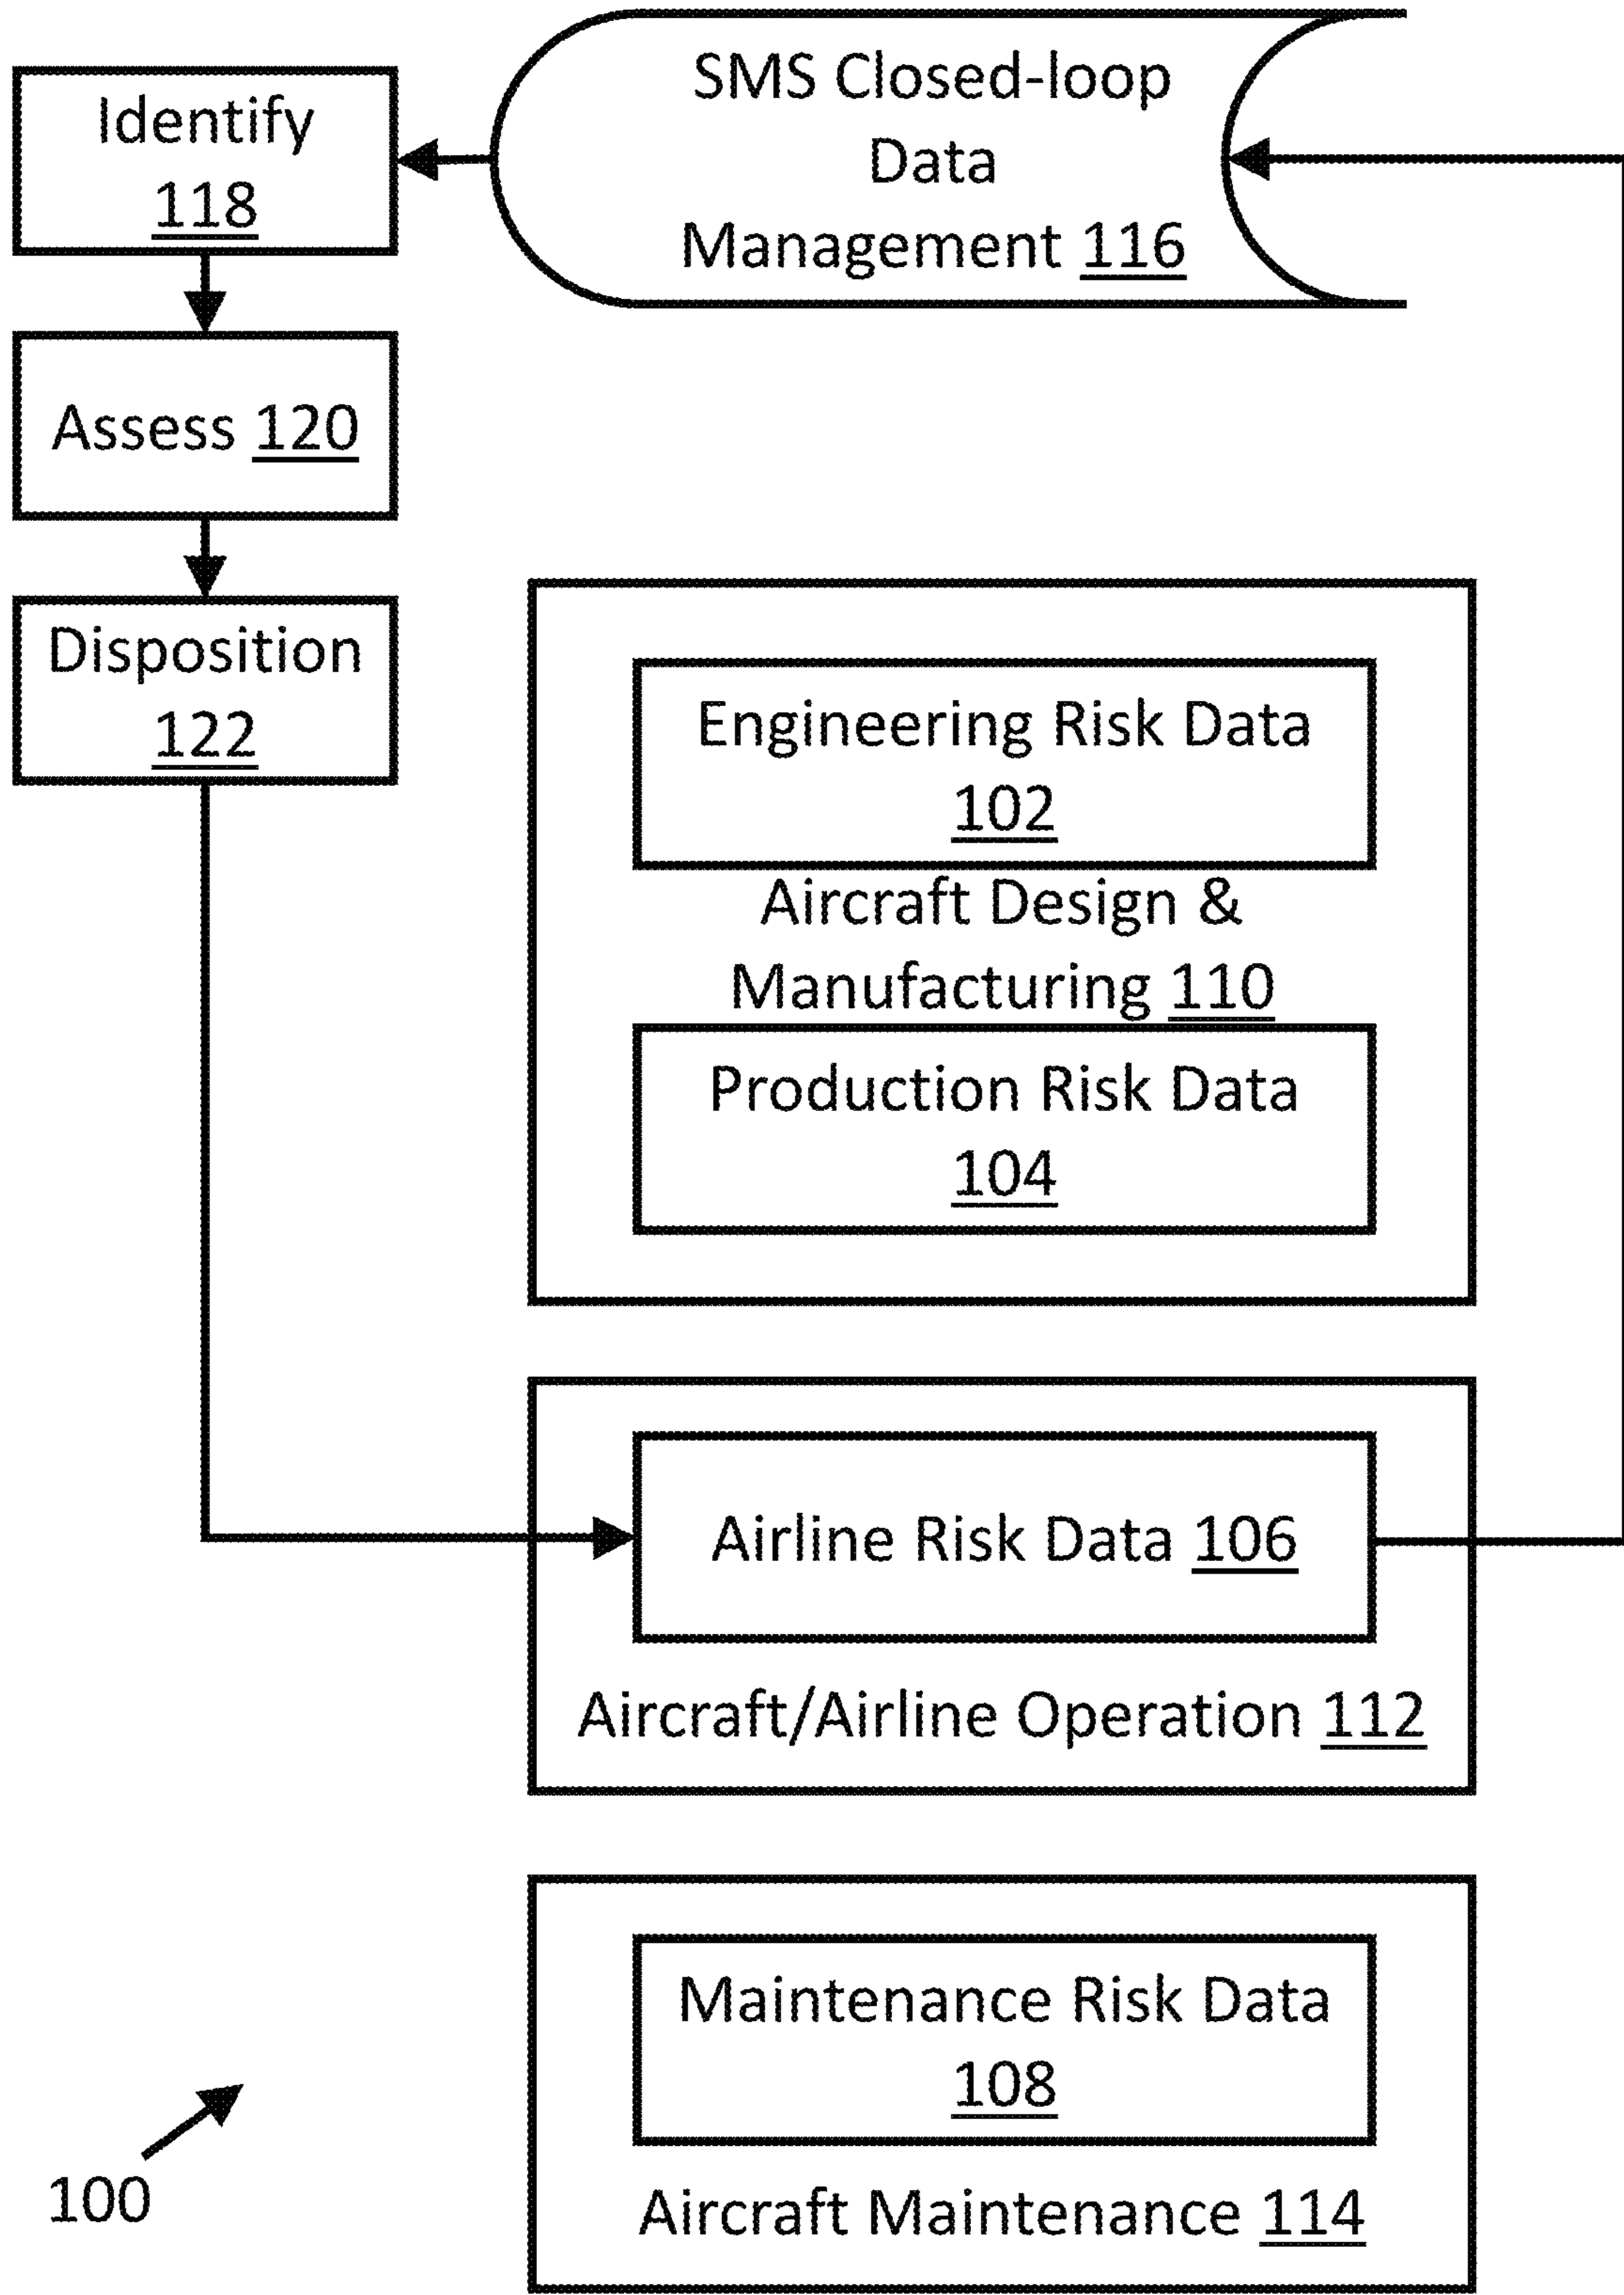 SMS Closed-loop
Data
Management 116
Identify
118
Assess 120
Disposition
122
Engineering Risk Data
102
Aircraft Design &
Manufacturing 110
Production Risk Data
104
Airline Risk Data 106
Aircraft/Airline Operation 112
Maintenance Risk Data
108
Aircraft Maintenance 114
100